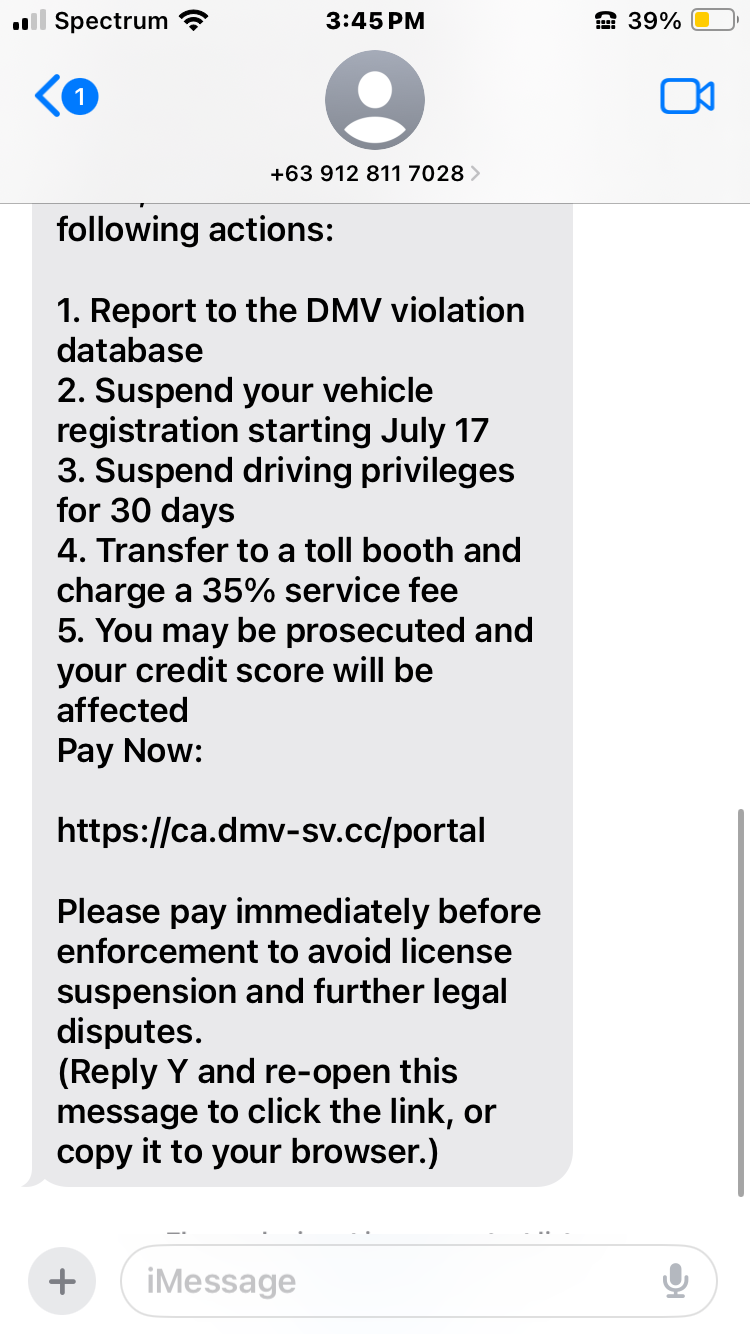 Spectrum 3:45 PM 39%
1
+63 912 811 7028
following actions:
1. Report to the DMV violation
database
2. Suspend your vehicle
registration starting July 17
3. Suspend driving privileges
for 30 days
4. Transfer to a toll booth and
charge a 35% service fee
5. You may be prosecuted and
your credit score will be
affected
Pay Now:
https://ca.dmv-sv.cc/portal
Please pay immediately before
enforcement to avoid license
suspension and further legal
disputes.
(Reply Y and re-open this
message to click the link, or
copy it to your browser.)
iMessage